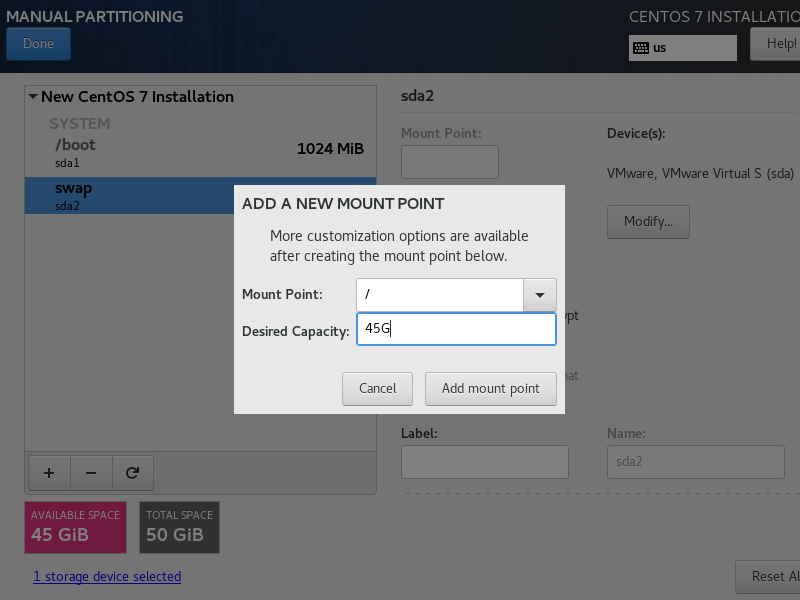 MANUAL PARTITIONING
CENTOS 7 INSTALLATIO
Done
us
Help!
New CentOS 7 Installation
SYSTEM
/boot
1024 MiB
sda1
swap
sda2
sda2
Mount Point:
Device(s):
VMware, VMware Virtual S (sda)
Modify...
ADD A NEW MOUNT POINT
More customization options are available
after creating the mount point below.
Mount Point:
/
Desired Capacity:
45G
Cancel
Add mount point
Label:
Name:
sda2
+
−
AVAILABLE SPACE
45 GiB
TOTAL SPACE
50 GiB
1 storage device selected
Reset Al